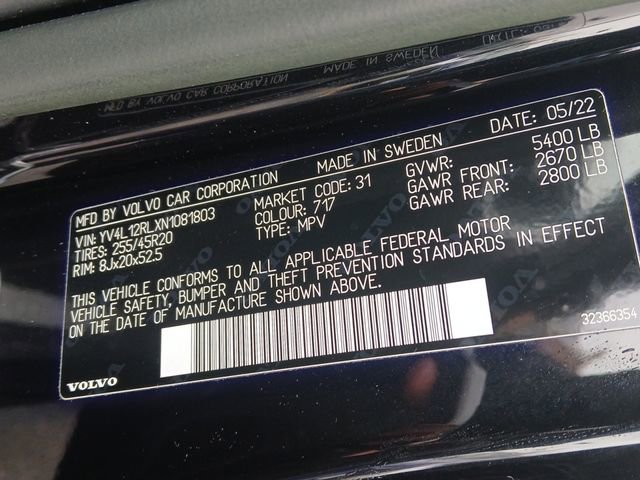 MFD BY VOLVO CAR CORPORATION MADE IN SWEDEN DATE: 05/22
VIN: YV4L12RLXN1081803 MARKET CODE: 31 GVWR: 5400 LB
TIRES: 255/45R20 COLOUR: 717 GAWR FRONT: 2670 LB
RIM: 8Jx20x52.5 TYPE: MPV GAWR REAR: 2800 LB
THIS VEHICLE CONFORMS TO ALL APPLICABLE FEDERAL MOTOR
VEHICLE SAFETY, BUMPER AND THEFT PREVENTION STANDARDS IN EFFECT
ON THE DATE OF MANUFACTURE SHOWN ABOVE.
32366354
VOLVO